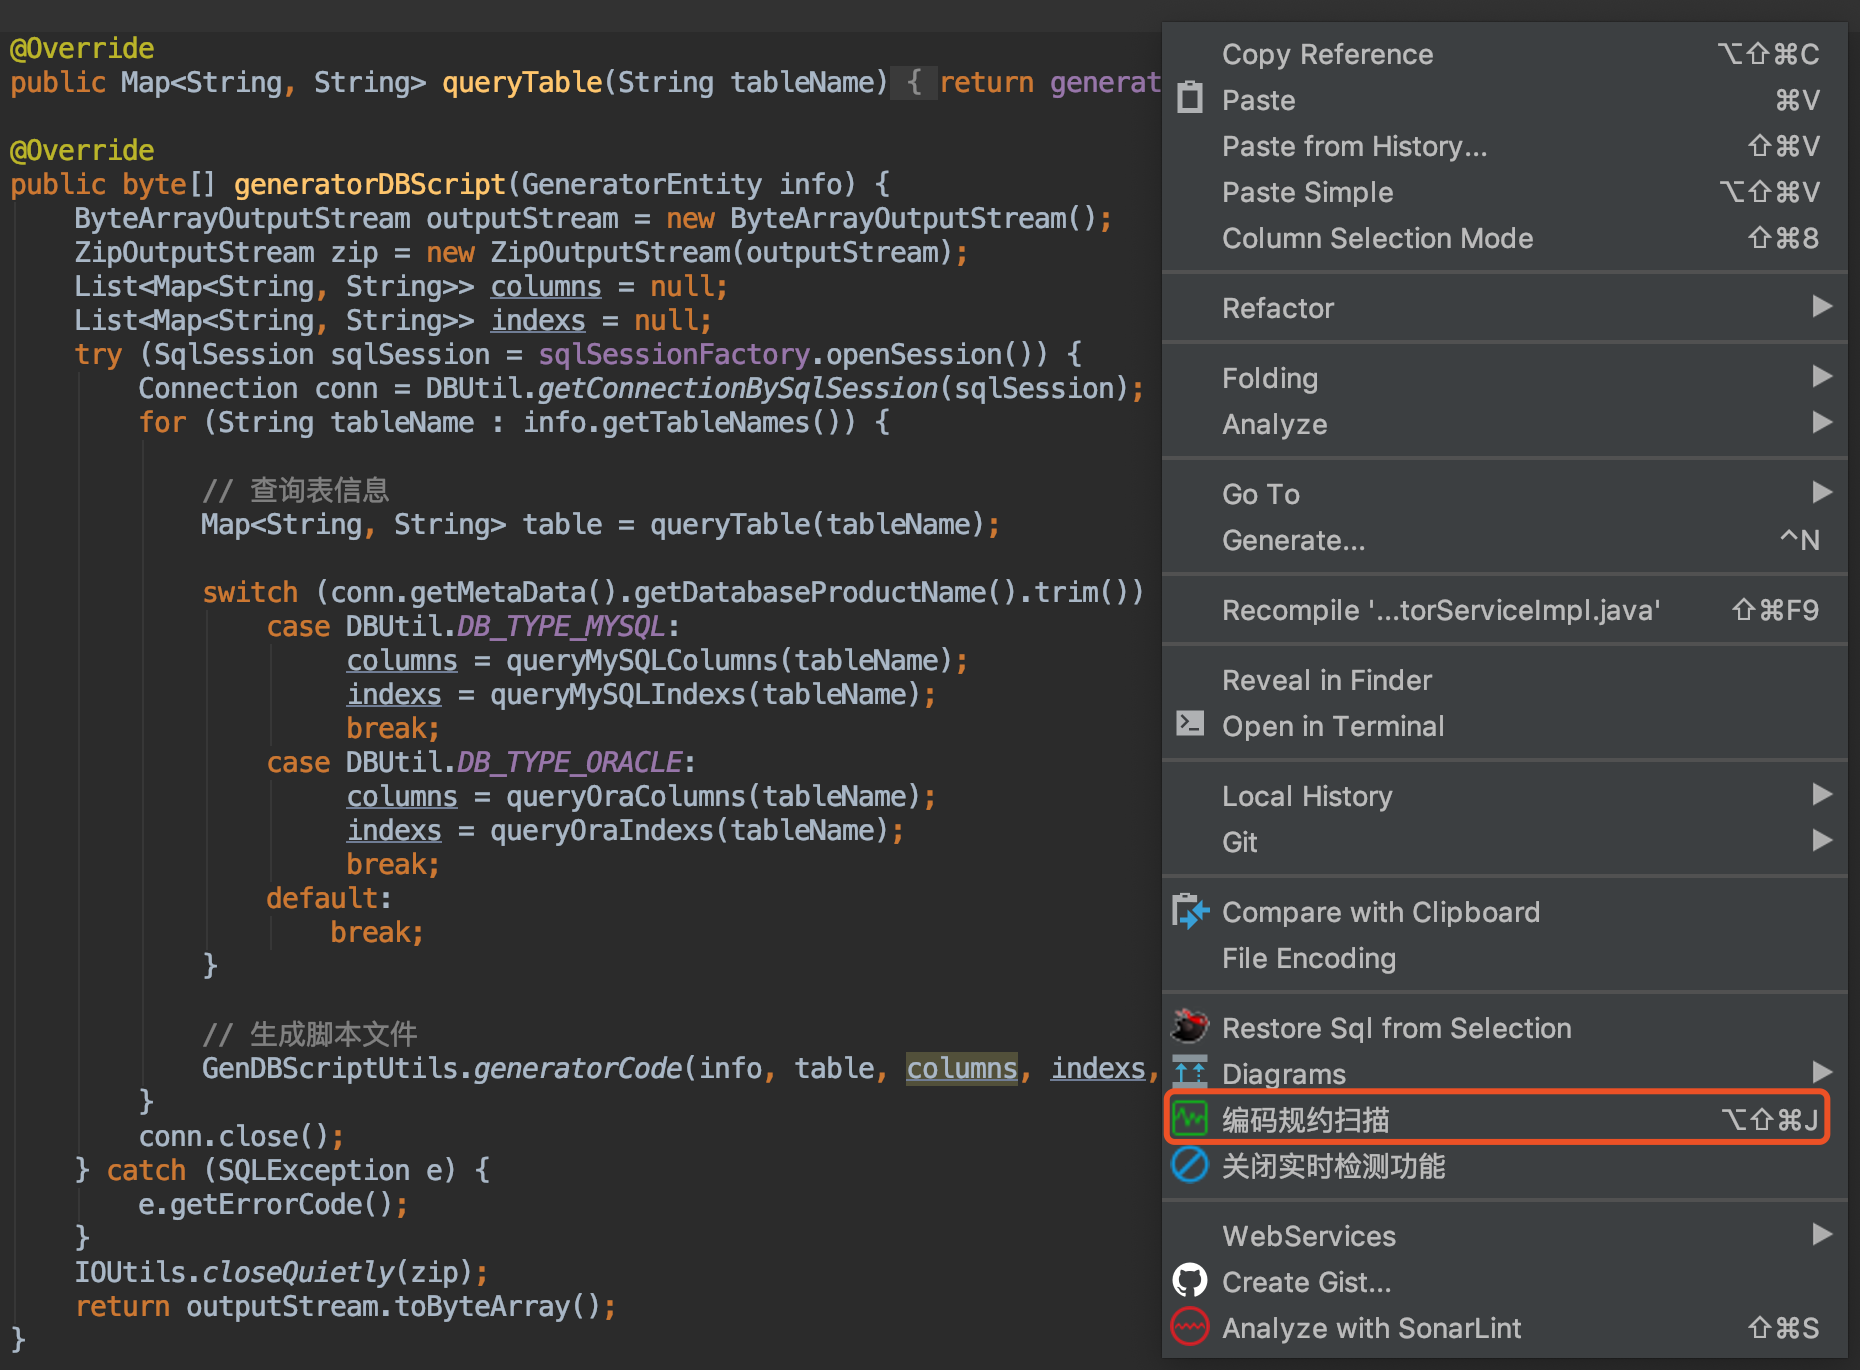 @Override
public Map<String, String> queryTable(String tableName) { return generat
@Override
public byte[] generatorDBScript(GeneratorEntity info) {
ByteArrayOutputStream outputStream = new ByteArrayOutputStream();
ZipOutputStream zip = new ZipOutputStream(outputStream);
List<Map<String, String>> columns = null;
List<Map<String, String>> indexs = null;
try (SqlSession sqlSession = sqlSessionFactory.openSession()) {
Connection conn = DBUtil.getConnectionBySqlSession(sqlSession);
for (String tableName : info.getTableNames()) {
// 查询表信息
Map<String, String> table = queryTable(tableName);
switch (conn.getMetaData().getDatabaseProductName().trim())
case DBUtil.DB_TYPE_MYSQL:
columns = queryMySQLColumns(tableName);
indexs = queryMySQLIndexs(tableName);
break;
case DBUtil.DB_TYPE_ORACLE:
columns = queryOraColumns(tableName);
indexs = queryOraIndexs(tableName);
break;
default:
break;
}
// 生成脚本文件
GenDBScriptUtils.generatorCode(info, table, columns, indexs,
}
conn.close();
} catch (SQLException e) {
e.getErrorCode();
}
IOUtils.closeQuietly(zip);
return outputStream.toByteArray();
}
Copy Reference ⌥⇧⌘C
Paste ⌘V
Paste from History... ⇧⌘V
Paste Simple ⌥⇧⌘V
Column Selection Mode ⇧⌘8
Refactor
Folding
Analyze
Go To
Generate... ^N
Recompile '...torServiceImpl.java' ⇧⌘F9
Reveal in Finder
Open in Terminal
Local History
Git
Compare with Clipboard
File Encoding
Restore Sql from Selection
Diagrams
编码规约扫描 ⌥⇧⌘J
关闭实时检测功能
WebServices
Create Gist...
Analyze with SonarLint ⇧⌘S